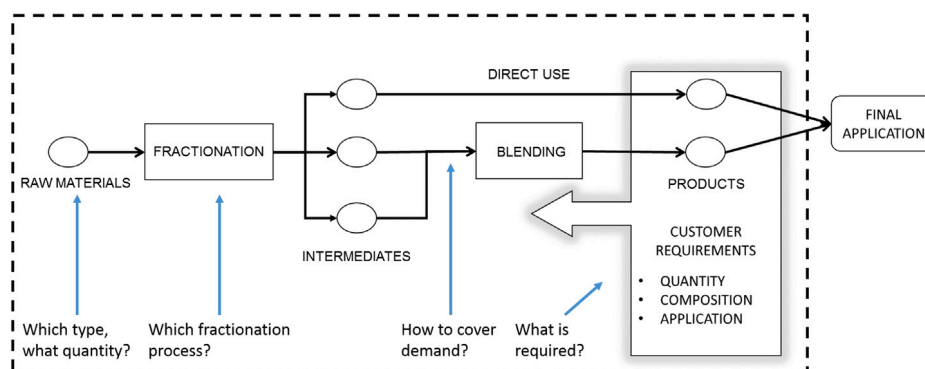 DIRECT USE
FRACTIONATION
BLENDING
FINAL
APPLICATION
RAW MATERIALS
PRODUCTS
INTERMEDIATES
CUSTOMER
REQUIREMENTS
• QUANTITY
• COMPOSITION
• APPLICATION
Which type,
what quantity?
Which fractionation
process?
How to cover
demand?
What is
required?